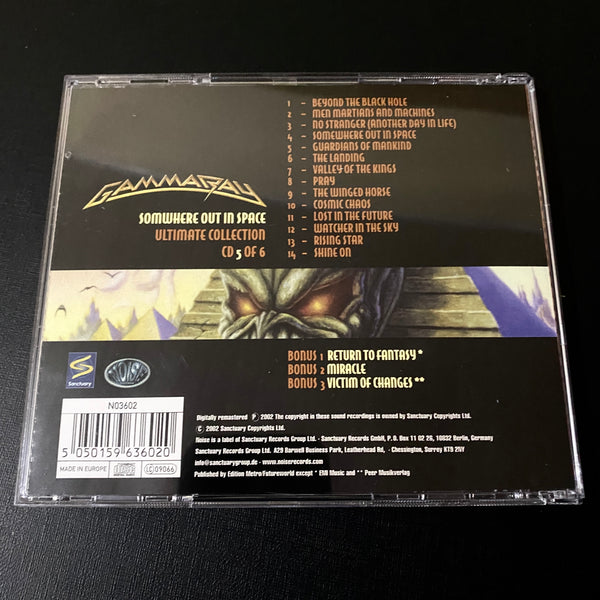 1 - BEYOND THE BLACK HOLE
2 - MEN MARTIANS AND MACHINES
3 - NO STRANGER (ANOTHER DAY IN LIFE)
4 - SOMEWHERE OUT IN SPACE
5 - GUARDIANS OF MANKIND
6 - THE LANDING
7 - VALLEY OF THE KINGS
8 - PRAY
9 - THE WINGED HORSE
10 - COSMIC CHAOS
11 - LOST IN THE FUTURE
12 - WATCHER IN THE SKY
13 - RISING STAR
14 - SHINE ON
GAMMARAY
SOMWHERE OUT IN SPACE
ULTIMATE COLLECTION
CD 5 OF 6
BONUS 1 RETURN TO FANTASY *
BONUS 2 MIRACLE
BONUS 3 VICTIM OF CHANGES **
S
Sanctuary
NOISE
N03602
5 050159 636020
MADE IN EUROPE
COMPACT disc DIGITAL AUDIO
LC 09066
Digitally remastered Ⓟ 2002 The copyright in these sound recordings is owned by Sanctuary Copyrights Ltd.
© 2002 Sanctuary Copyrights Ltd.
Noise is a label of Sanctuary Records Group Ltd. · Sanctuary Records GmbH, P. O. Box 11 02 26, 10832 Berlin, Germany
Sanctuary Records Group Ltd. A29 Barwell Business Park, Leatherhead Rd, · Chessington, Surrey KT9 2NY
info@sanctuarygroup.de - www.noiserecords.com
Published by Edition Metro/Futureworld except * EMI Music and ** Peer Musikverlag